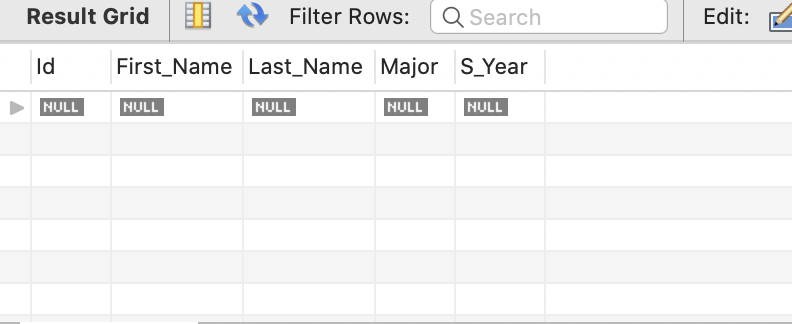 Result Grid Filter Rows: Search Edit:
Id First_Name Last_Name Major S_Year
NULL NULL NULL NULL NULL